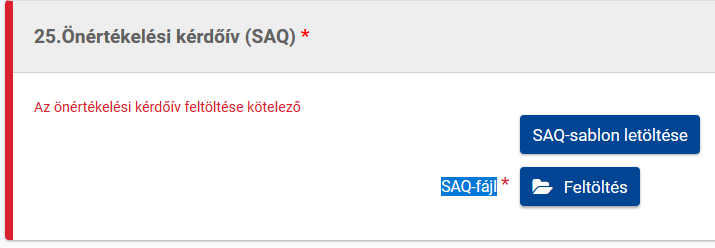 25.Önértékelési kérdőív (SAQ) *
Az önértékelési kérdőív feltöltése kötelező
SAQ-sablon letöltése
SAQ-fájl * Feltöltés